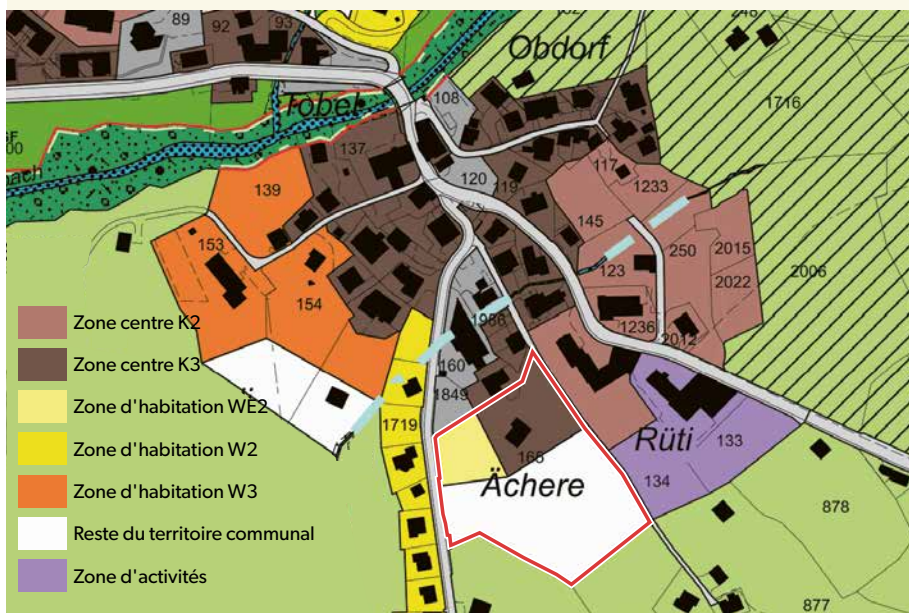 89
92
93
248
Obdorf
108
1716
Tobel
137
120
119
117
1233
139
145
250
2015
153
123
2022
2006
154
1986
1236
2012
160
1849
1719
Rüti
133
166
134
Ächere
878
877
Zone centre K2
Zone centre K3
Zone d'habitation WE2
Zone d'habitation W2
Zone d'habitation W3
Reste du territoire communal
Zone d'activités